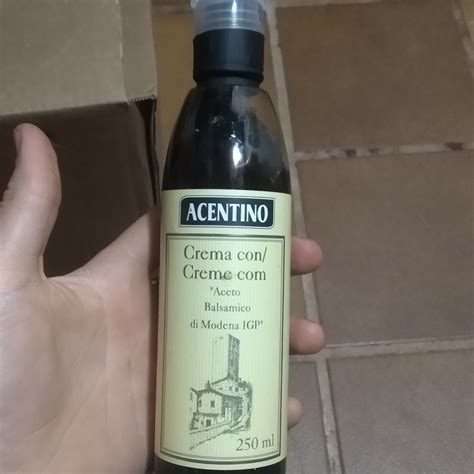 ACENTINO
Crema con/
Creme com
"Aceto
Balsamico
di Modena IGP"
250 ml